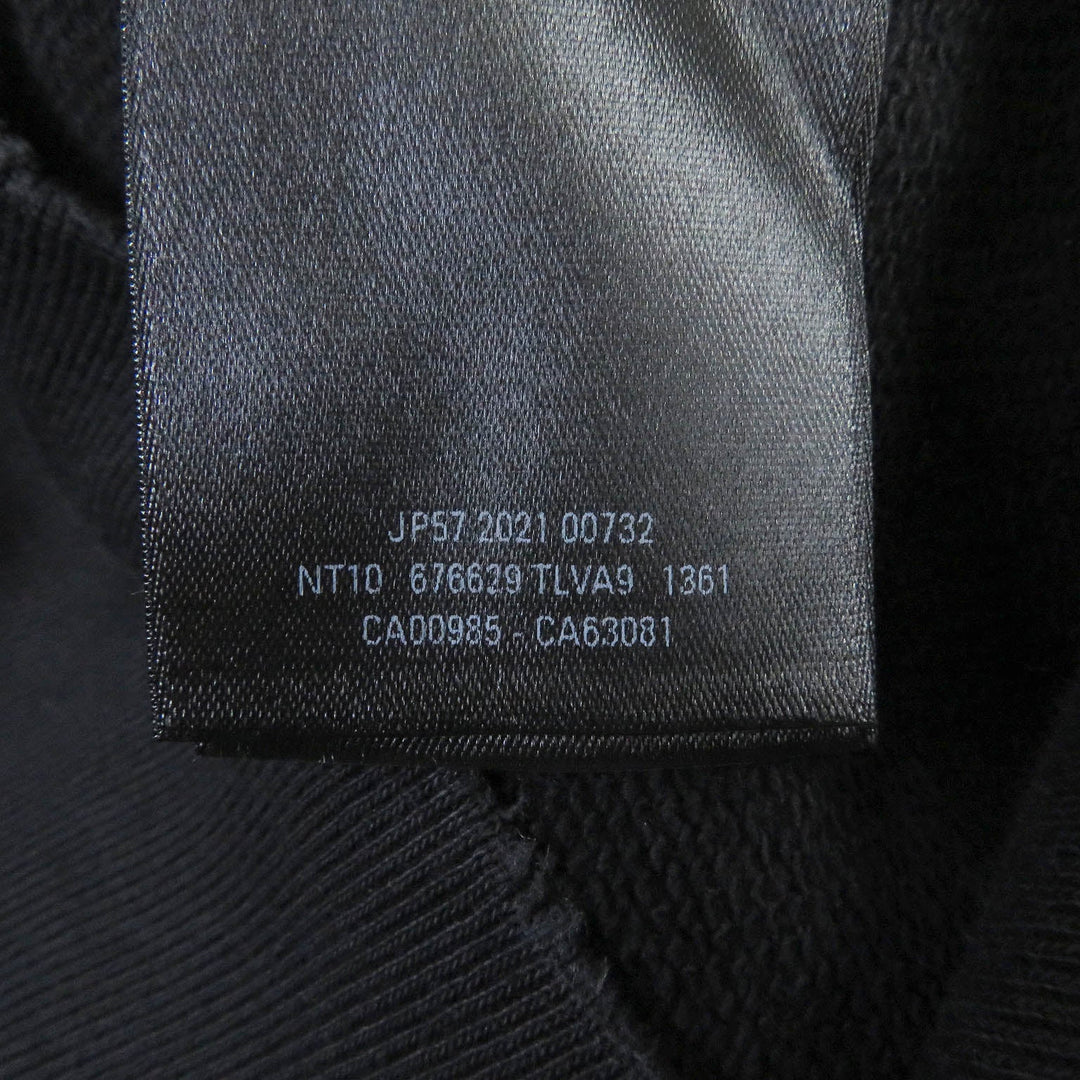 JP57 2021 00732
NT10 676629 TLVA9 1361
CA00985 - CA63081